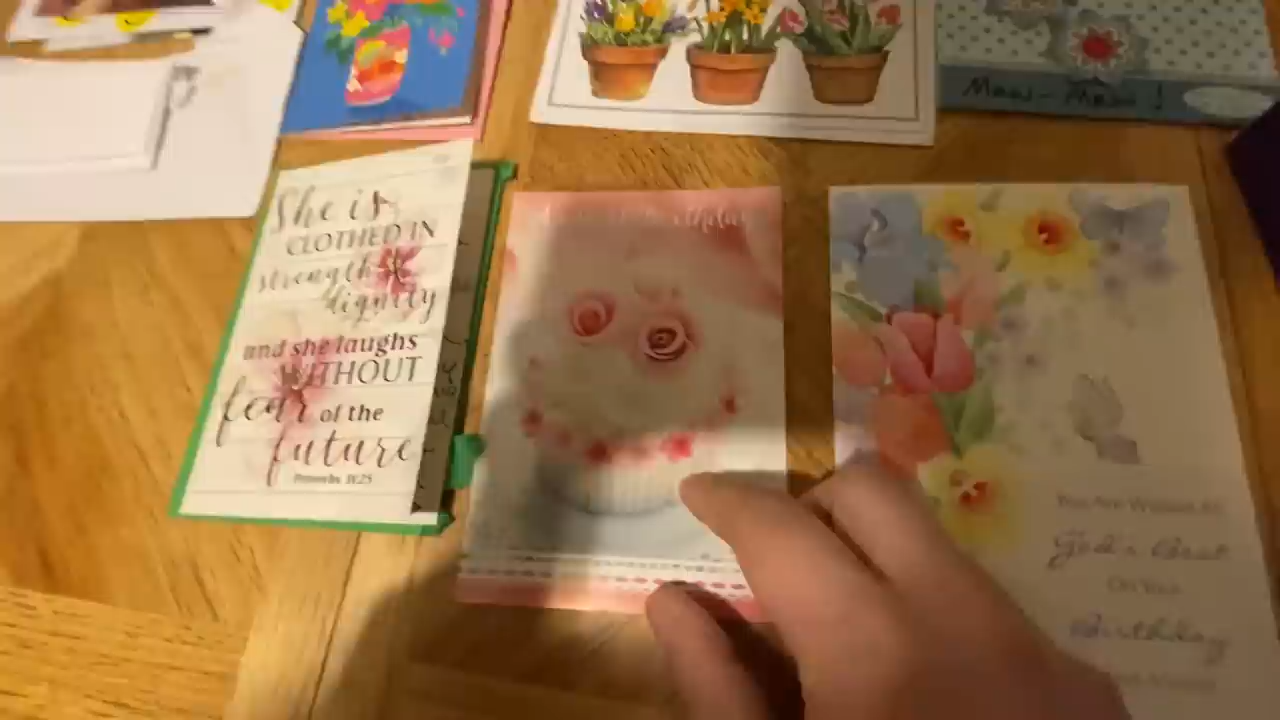 Maw-Maw!
She is
CLOTHED IN
strength &
dignity
and she laughs
WITHOUT
fear of the
future.
Proverbs 31:25
You Are Wished All
God's Best
On Your
Birthday